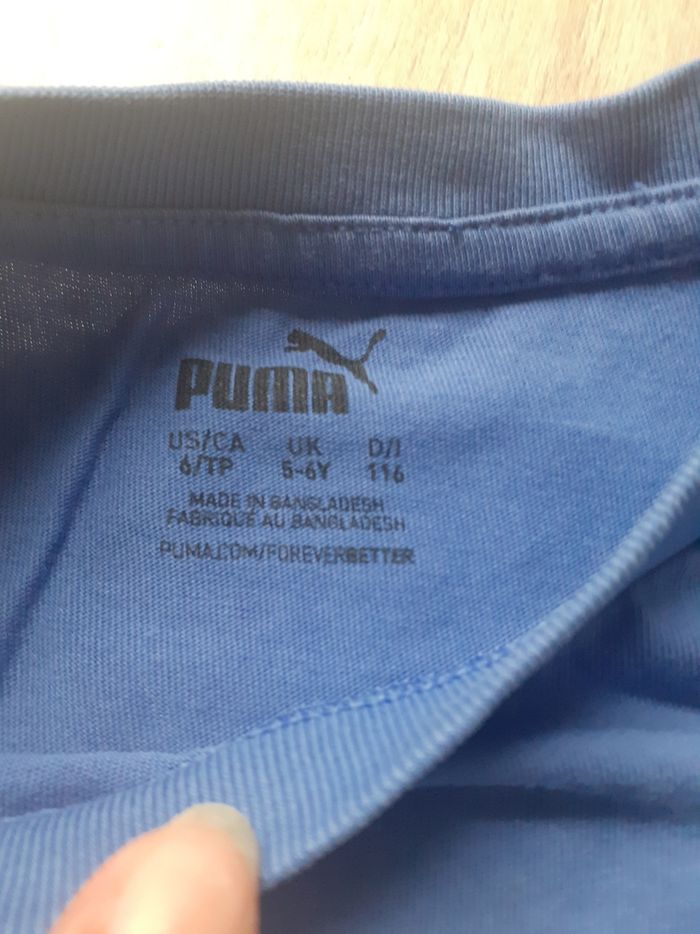 PUMA
US/CA UK D/I
6/TP 5-6Y 116
MADE IN BANGLADESH
FABRIQUÉ AU BANGLADESH
PUMA.COM/FOREVERBETTER